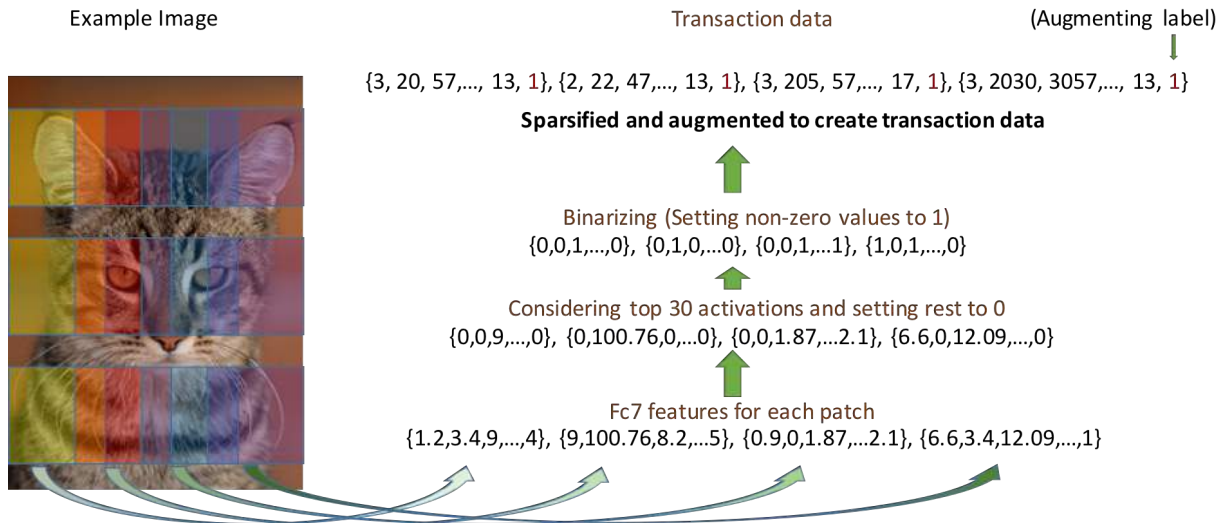 Example Image
Transaction data
(Augmenting label)
{3, 20, 57,..., 13, 1} {2, 22, 47,... 13, 1}, {3, 205, 57,... 17, 1}, {3, 2030, 3057,... 13, 1}
Sparsified and augmented to create transaction data
Binarizing (Setting non-zero values to 1)
{0,0,1,...,0}, {0,1,0,...0}, {0,0,1,...1}, {1,0,1,...,0}
Considering top 30 activations and setting rest to 0
{0,0,9,...,0}, {0,100.76,0,...0}, {0,0,1.87,...2.1}, {6.6,0,12.09,...,0}
Fc7 features for each patch
{1.2,3.4,9,...,4} {9,100.76,8.2,...5} {0.9,0,1.87,...2.1}, {6.6,3.4,12.09,...,1}